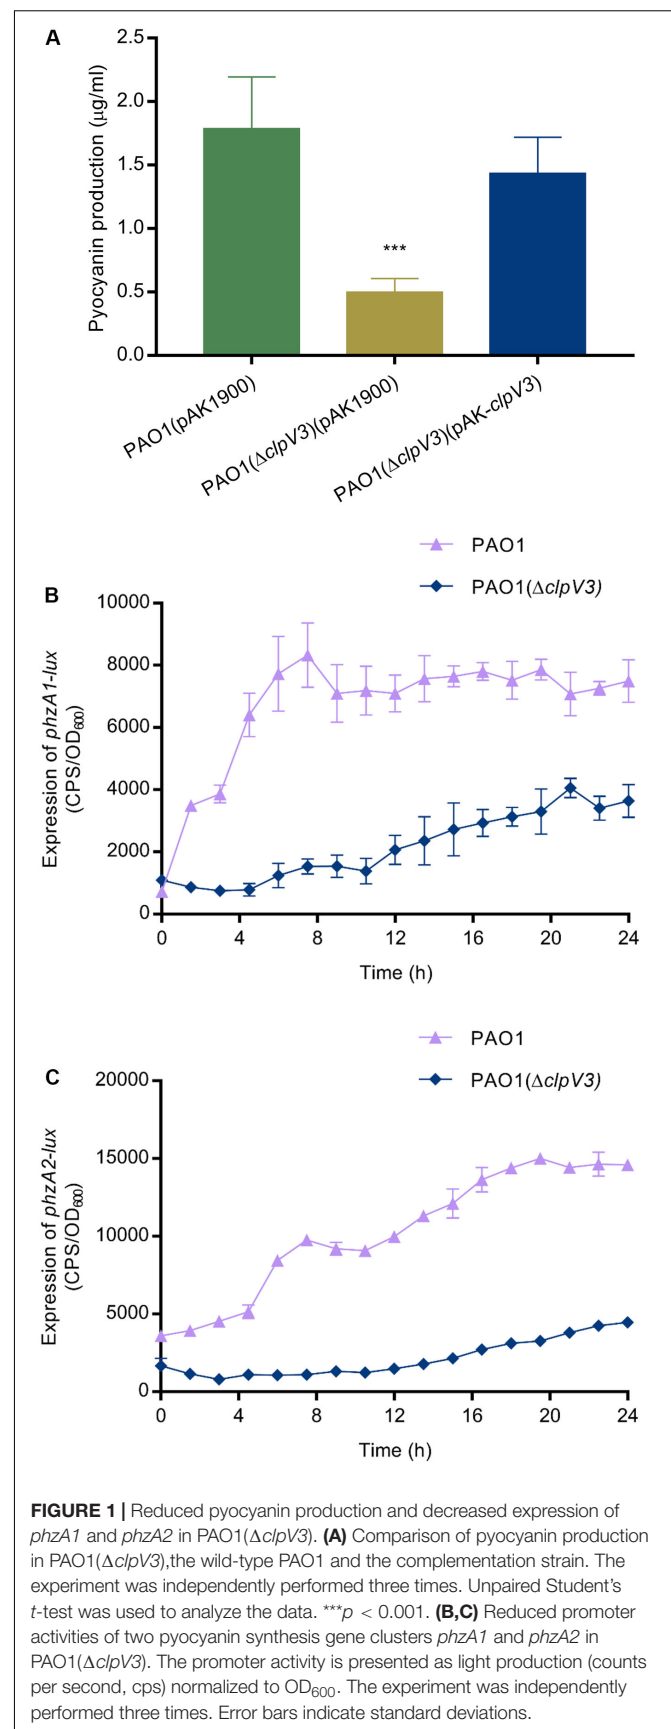 A
2.5
2.0
1.5
1.0
0.5
0.0
Pyocyanin production (μg/ml)
***
PAO1(pAK1900)
PAO1(ΔclpV3)(pAK1900)
PAO1(ΔclpV3)(pAK-clpV3)
PAO1
PAO1(ΔclpV3)
B
10000
8000
6000
4000
2000
0
Expression of phzA1-lux
(CPS/OD600)
0 4 8 12 16 20 24
Time (h)
PAO1
PAO1(ΔclpV3)
C
20000
15000
10000
5000
0
Expression of phzA2-lux
(CPS/OD600)
0 4 8 12 16 20 24
Time (h)
FIGURE 1 | Reduced pyocyanin production and decreased expression of
phzA1 and phzA2 in PAO1(ΔclpV3). (A) Comparison of pyocyanin production
in PAO1(ΔclpV3),the wild-type PAO1 and the complementation strain. The
experiment was independently performed three times. Unpaired Student's
t-test was used to analyze the data. ***p < 0.001. (B,C) Reduced promoter
activities of two pyocyanin synthesis gene clusters phzA1 and phzA2 in
PAO1(ΔclpV3). The promoter activity is presented as light production (counts
per second, cps) normalized to OD600. The experiment was independently
performed three times. Error bars indicate standard deviations.